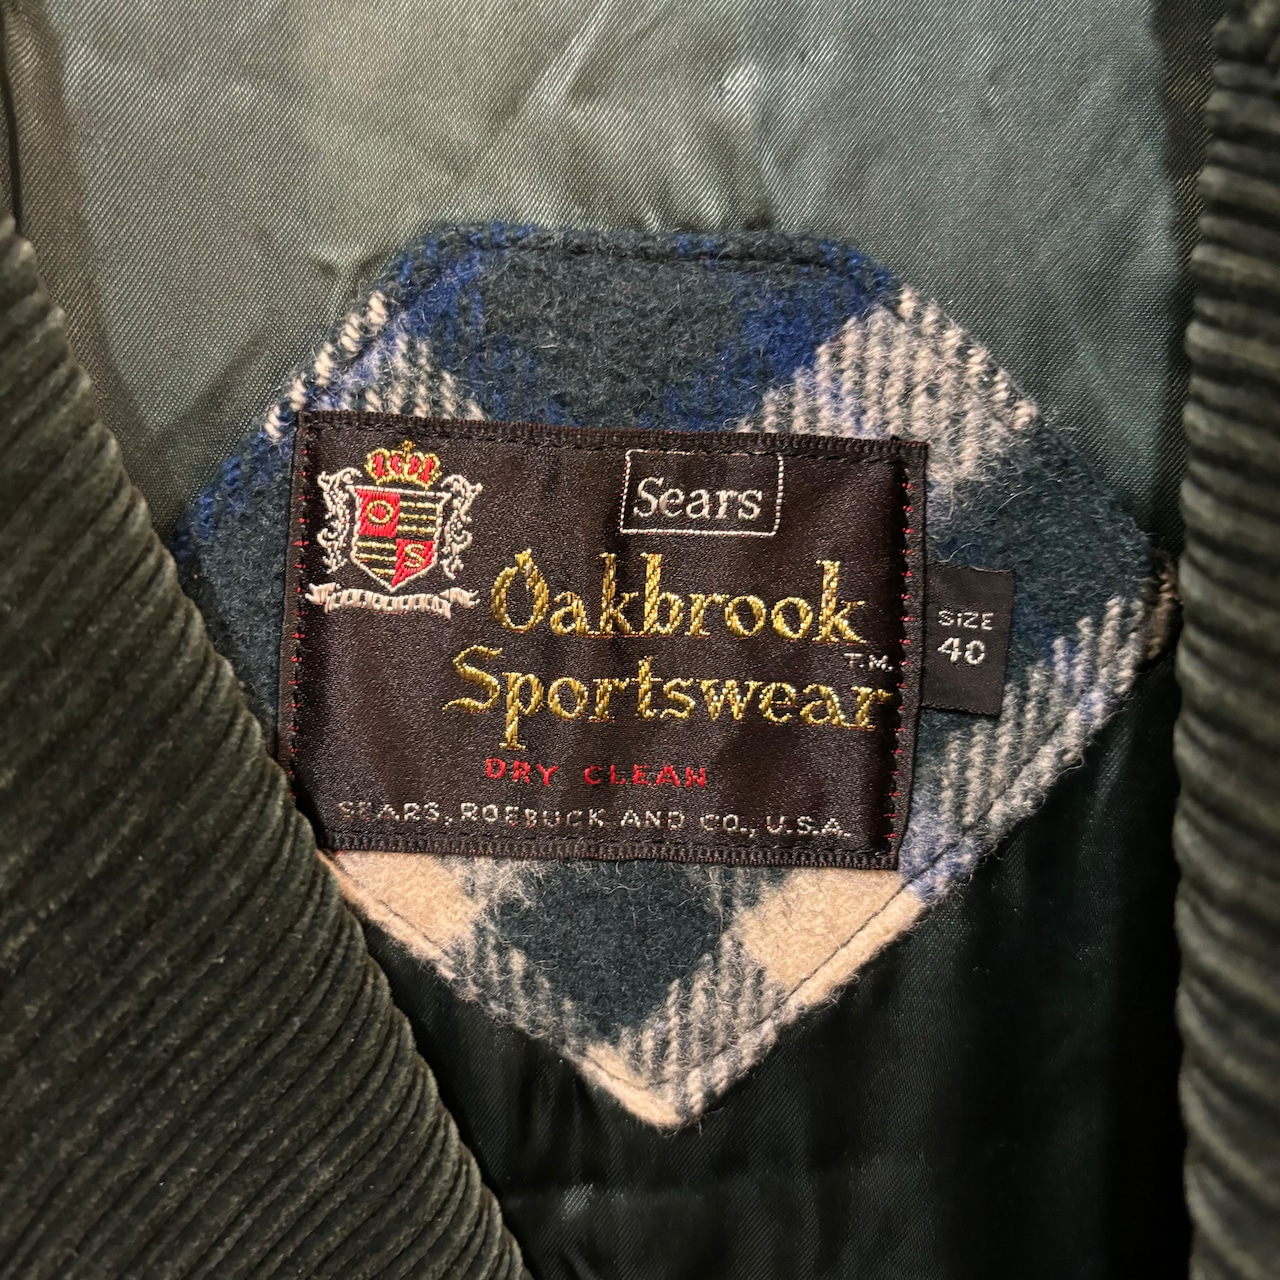 Sears
O
S
Oakbrook
T.M.
Sportswear
DRY CLEAN
SEARS, ROEBUCK AND CO., U.S.A.
SIZE
40